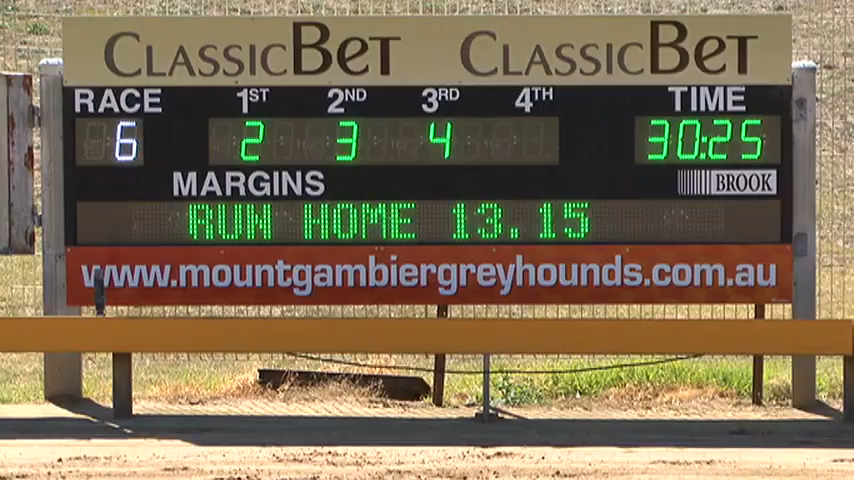 CLASSICBET CLASSICBET
RACE 1ST 2ND 3RD 4TH TIME
6 2 3 4 30:25
MARGINS BROOK
RUN HOME 13.15
www.mountgambiergreyhounds.com.au